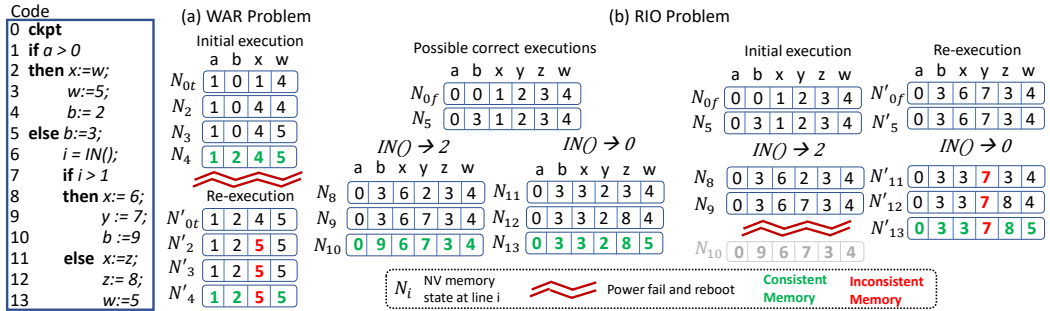 Code
0 ckpt
1 if a > 0
2 then x:=w;
3 w:=5;
4 b:= 2
5 else b:=3;
6 i = IN();
7 if i > 1
8 then x:= 6;
9 y := 7;
10 b :=9
11 else x:=z;
12 z:= 8;
13 w:=5
(a) WAR Problem
Initial execution
a b x w
N0t 1 0 1 4
N2 1 0 4 4
N3 1 0 4 5
N4 1 2 4 5
Re-execution
N'0t 1 2 4 5
N'2 1 2 5 5
N'3 1 2 5 5
N'4 1 2 5 5
(b) RIO Problem
Possible correct executions
a b x y z w
N0f 0 0 1 2 3 4
N5 0 3 1 2 3 4
IN() → 2
a b x y z w
N8 0 3 6 2 3 4
N9 0 3 6 7 3 4
N10 0 9 6 7 3 4
IN() → 0
a b x y z w
N11 0 3 3 2 3 4
N12 0 3 3 2 8 4
N13 0 3 3 2 8 5
Initial execution
a b x y z w
N0f 0 0 1 2 3 4
N5 0 3 1 2 3 4
IN() → 2
N8 0 3 6 2 3 4
N9 0 3 6 7 3 4
N10 0 9 6 7 3 4
Re-execution
a b x y z w
N'0f 0 3 6 7 3 4
N'5 0 3 6 7 3 4
IN() → 0
N'11 0 3 3 7 3 4
N'12 0 3 3 7 8 4
N'13 0 3 3 7 8 5
Ni NV memory
state at line i
Power fail and reboot
Consistent
Memory
Inconsistent
Memory